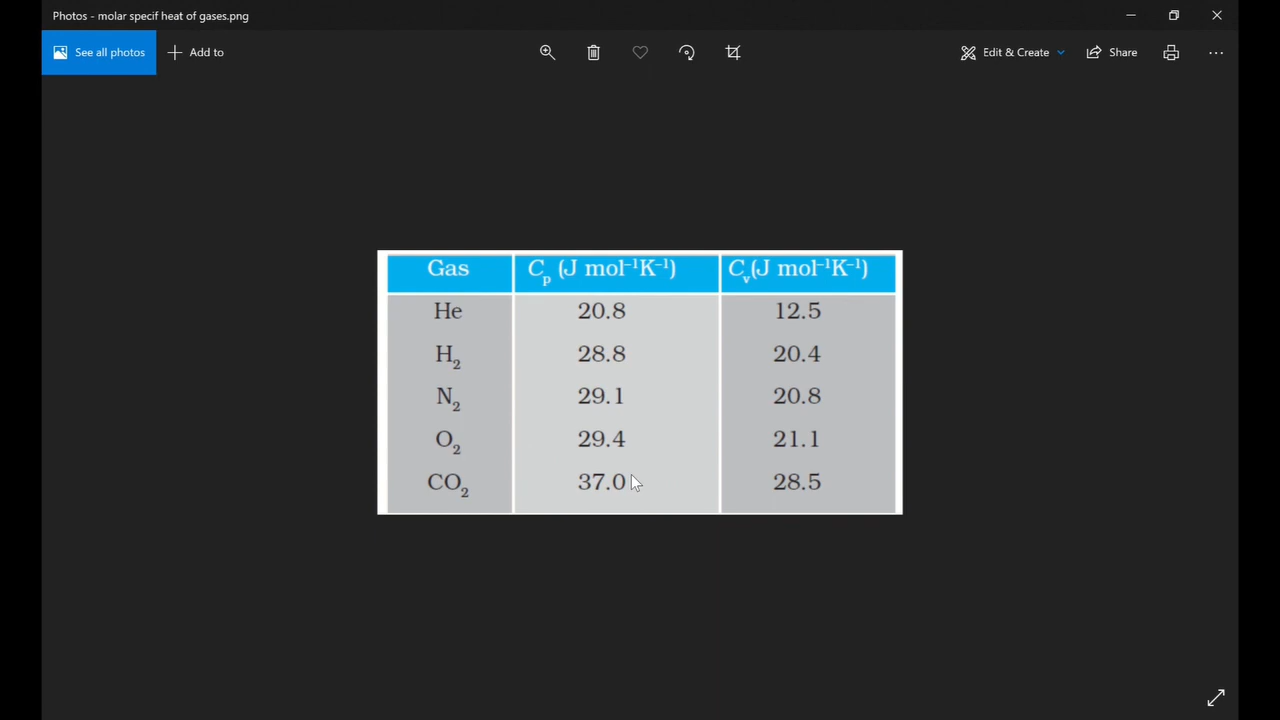 Photos - molar specif heat of gases.png
See all photos Add to Edit & Create Share
Gas Cp (J mol⁻¹K⁻¹) Cv(J mol⁻¹K⁻¹)
He 20.8 12.5
H₂ 28.8 20.4
N₂ 29.1 20.8
O₂ 29.4 21.1
CO₂ 37.0 28.5